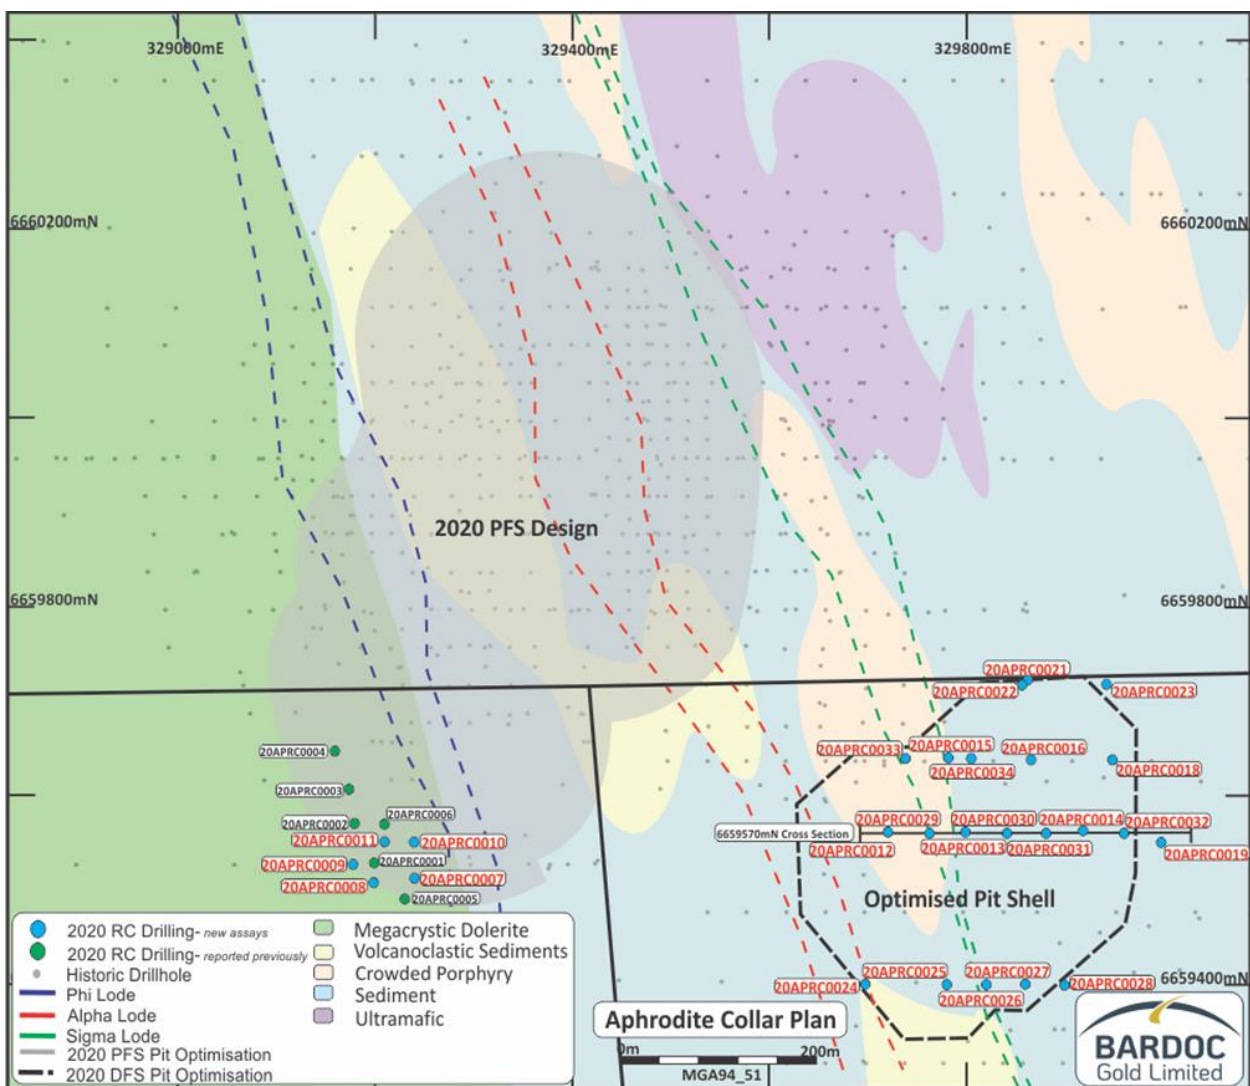 329000mE
329400mE
329800mE
6660200mN
6660200mN
2020 PFS Design
6659800mN
6659800mN
20APRC0021
20APRC0022
20APRC0023
20APRC0004
20APRC0033
20APRC0015
20APRC0016
20APRC0034
20APRC0018
20APRC0003
20APRC0006
20APRC0002
20APRC0011
20APRC0010
20APRC0029
20APRC0030
20APRC0014
20APRC0032
6659570mN Cross Section
20APRC0012
20APRC0013
20APRC0031
20APRC0019
20APRC0009
20APRC0001
20APRC0008
20APRC0007
20APRC0005
Optimised Pit Shell
2020 RC Drilling- new assays
2020 RC Drilling- reported previously
Historic Drillhole
Phi Lode
Alpha Lode
Sigma Lode
2020 PFS Pit Optimisation
2020 DFS Pit Optimisation
Megacrystic Dolerite
Volcanoclastic Sediments
Crowded Porphyry
Sediment
Ultramafic
20APRC0025
20APRC0027
20APRC0024
20APRC0026
20APRC0028
6659400mN
Aphrodite Collar Plan
0m
200m
MGA94_51
BARDOC
Gold Limited